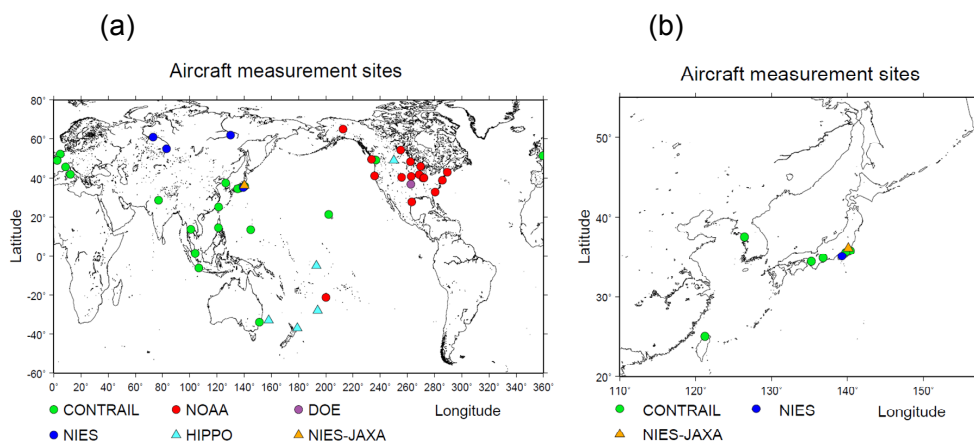 (a)
Aircraft measurement sites
Latitude
80°
60°
40°
20°
0°
-20°
-40°
-60°
0° 20° 40° 60° 80° 100° 120° 140° 160° 180° 200° 220° 240° 260° 280° 300° 320° 340° 360°
Longitude
CONTRAIL NOAA DOE
NIES HIPPO NIES-JAXA
(b)
Aircraft measurement sites
Latitude
50°
40°
30°
20°
110° 120° 130° 140° 150°
Longitude
CONTRAIL NIES
NIES-JAXA